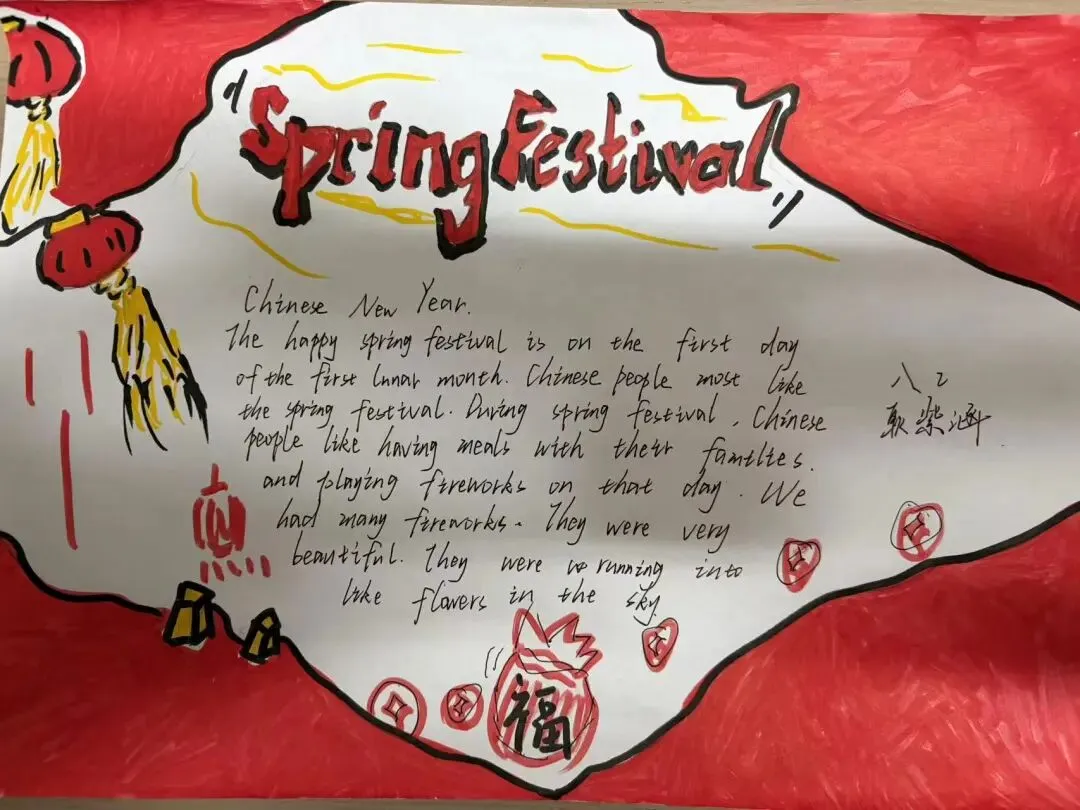 "Spring Festival"
Chinese New Year.
The happy spring festival is on the first day
of the first lunar month. Chinese people most like
the spring festival. During spring festival, Chinese
people like having meals with their families.
and playing fireworks on that day. We
had many fireworks. They were very
beautiful. They were running into
like flowers in the sky.
八2
耿紫涵
福